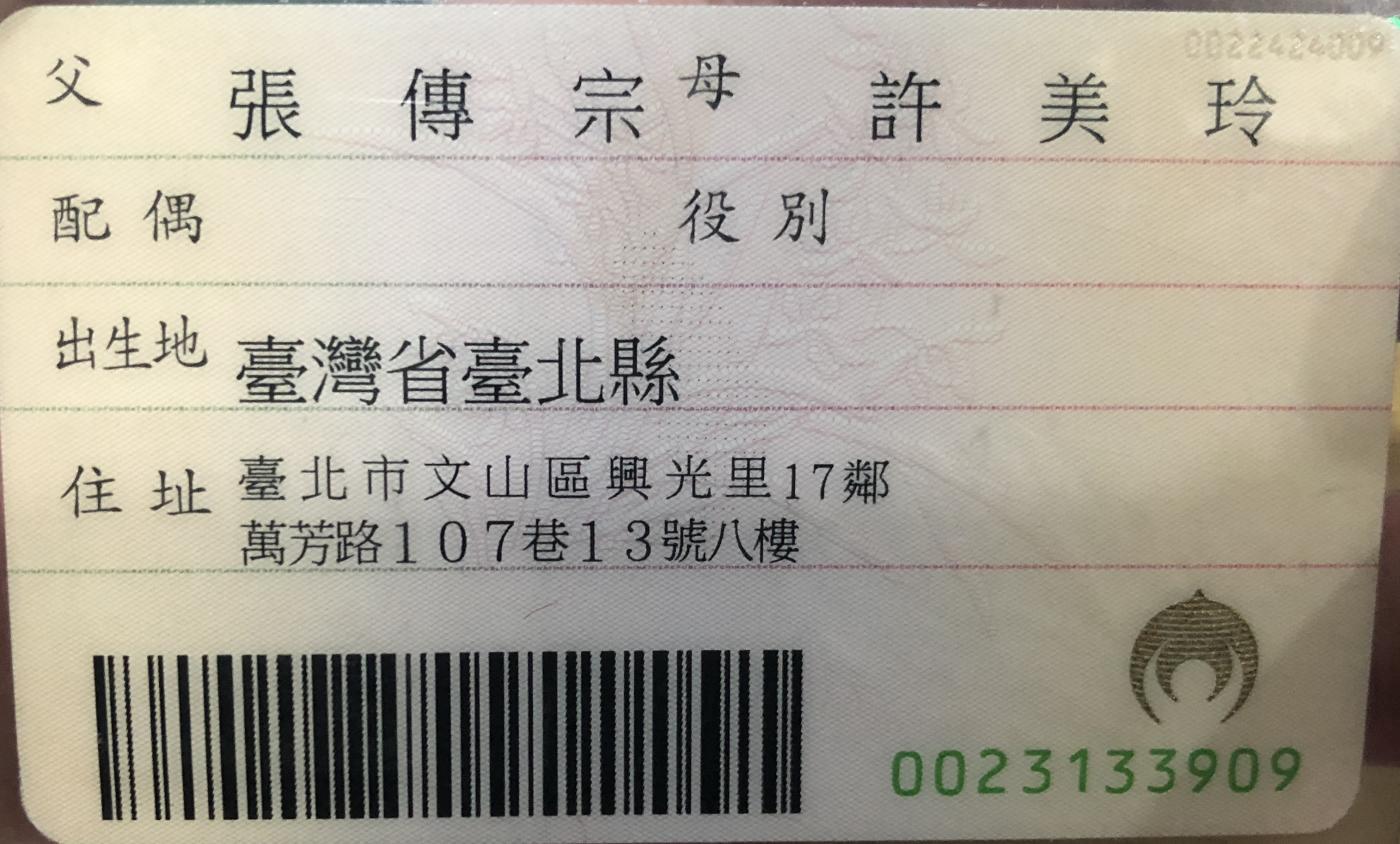 0022424009
父 張傳宗 母 許美玲
配偶 役別
出生地 臺灣省臺北縣
住址 臺北市文山區興光里17鄰
萬芳路107巷13號八樓
0023133909